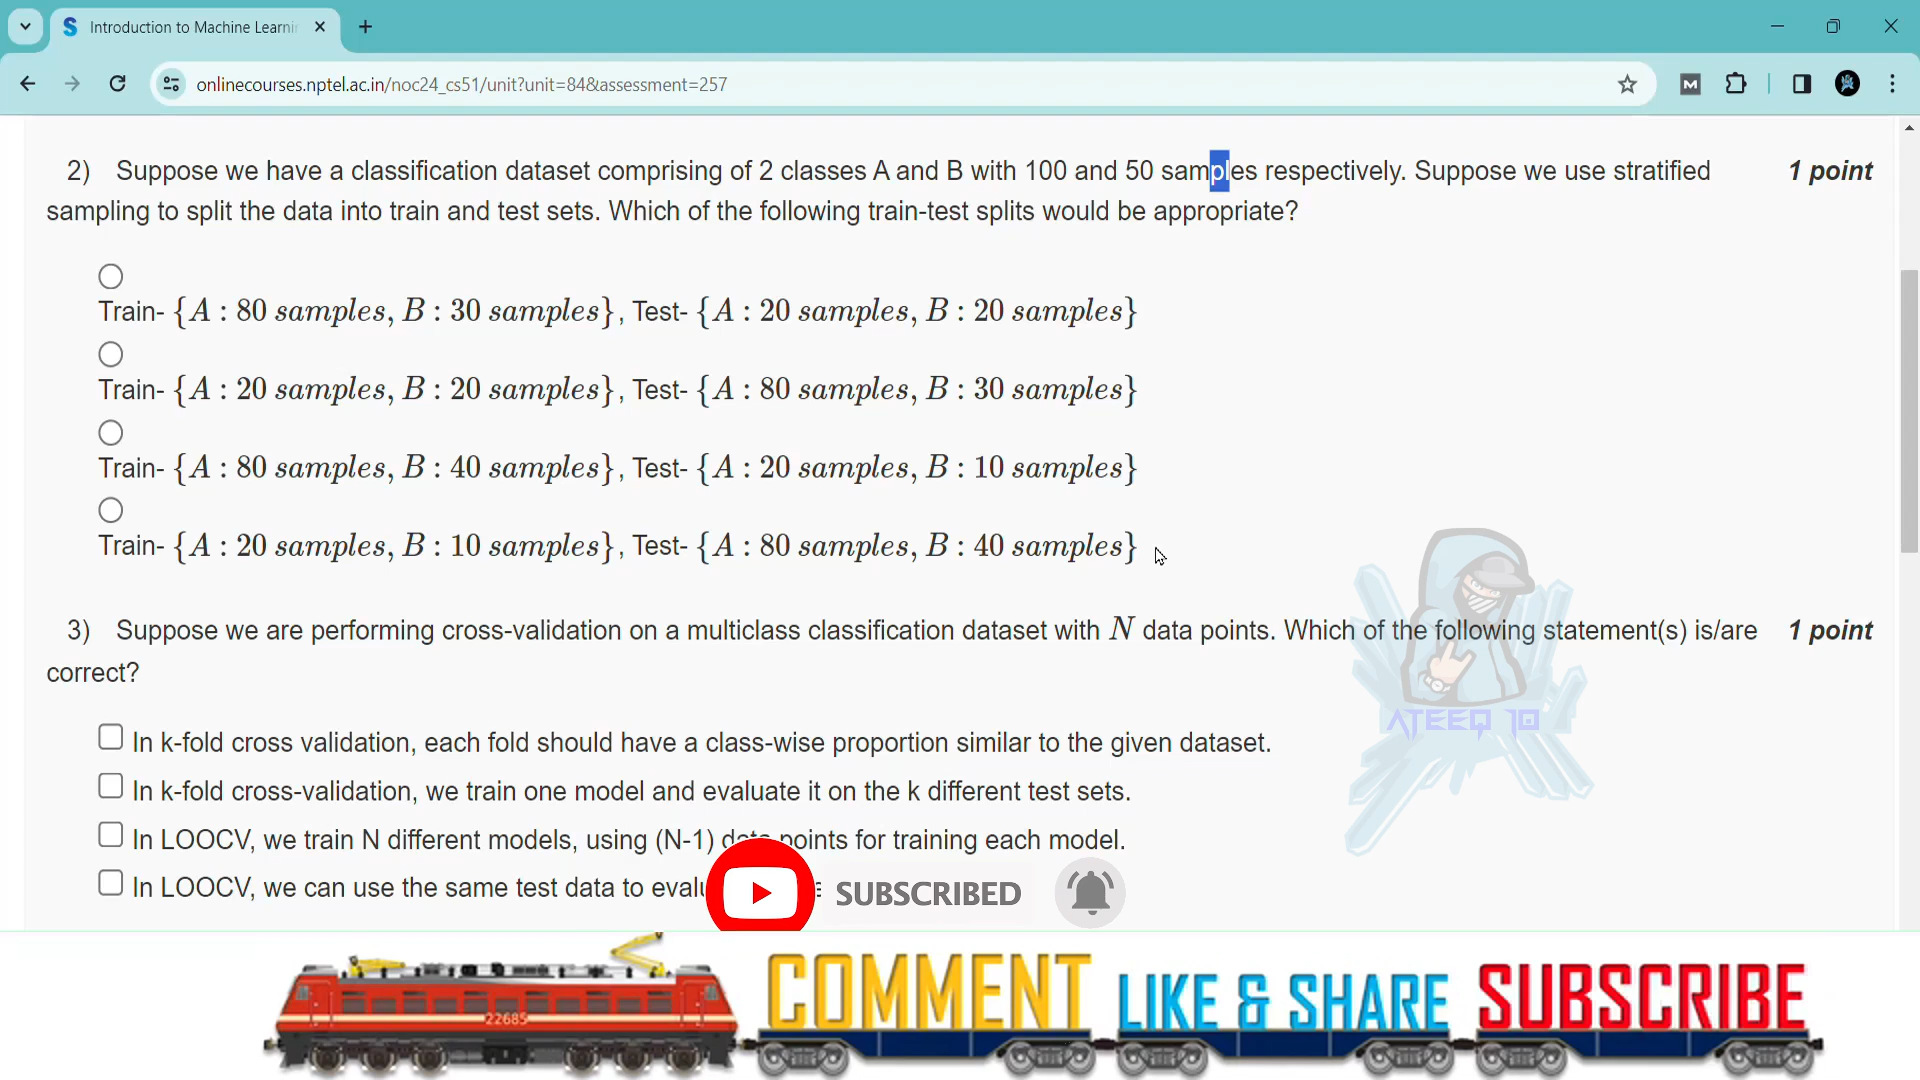 Introduction to Machine Learni
onlinecourses.nptel.ac.in/noc24_cs51/unit?unit=84&assessment=257
M
2) Suppose we have a classification dataset comprising of 2 classes A and B with 100 and 50 samples respectively. Suppose we use stratified 1 point
sampling to split the data into train and test sets. Which of the following train-test splits would be appropriate?
Train- {A : 80 samples, B : 30 samples}, Test- {A : 20 samples, B : 20 samples}
Train- {A : 20 samples, B : 20 samples}, Test- {A : 80 samples, B : 30 samples}
Train- {A : 80 samples, B : 40 samples}, Test- {A : 20 samples, B : 10 samples}
Train- {A : 20 samples, B : 10 samples}, Test- {A : 80 samples, B : 40 samples}
3) Suppose we are performing cross-validation on a multiclass classification dataset with N data points. Which of the following statement(s) is/are 1 point
correct?
ATEEQ 10
In k-fold cross validation, each fold should have a class-wise proportion similar to the given dataset.
In k-fold cross-validation, we train one model and evaluate it on the k different test sets.
In LOOCV, we train N different models, using (N-1) data points for training each model.
In LOOCV, we can use the same test data to
SUBSCRIBED
22685
COMMENT LIKE & SHARE SUBSCRIBE